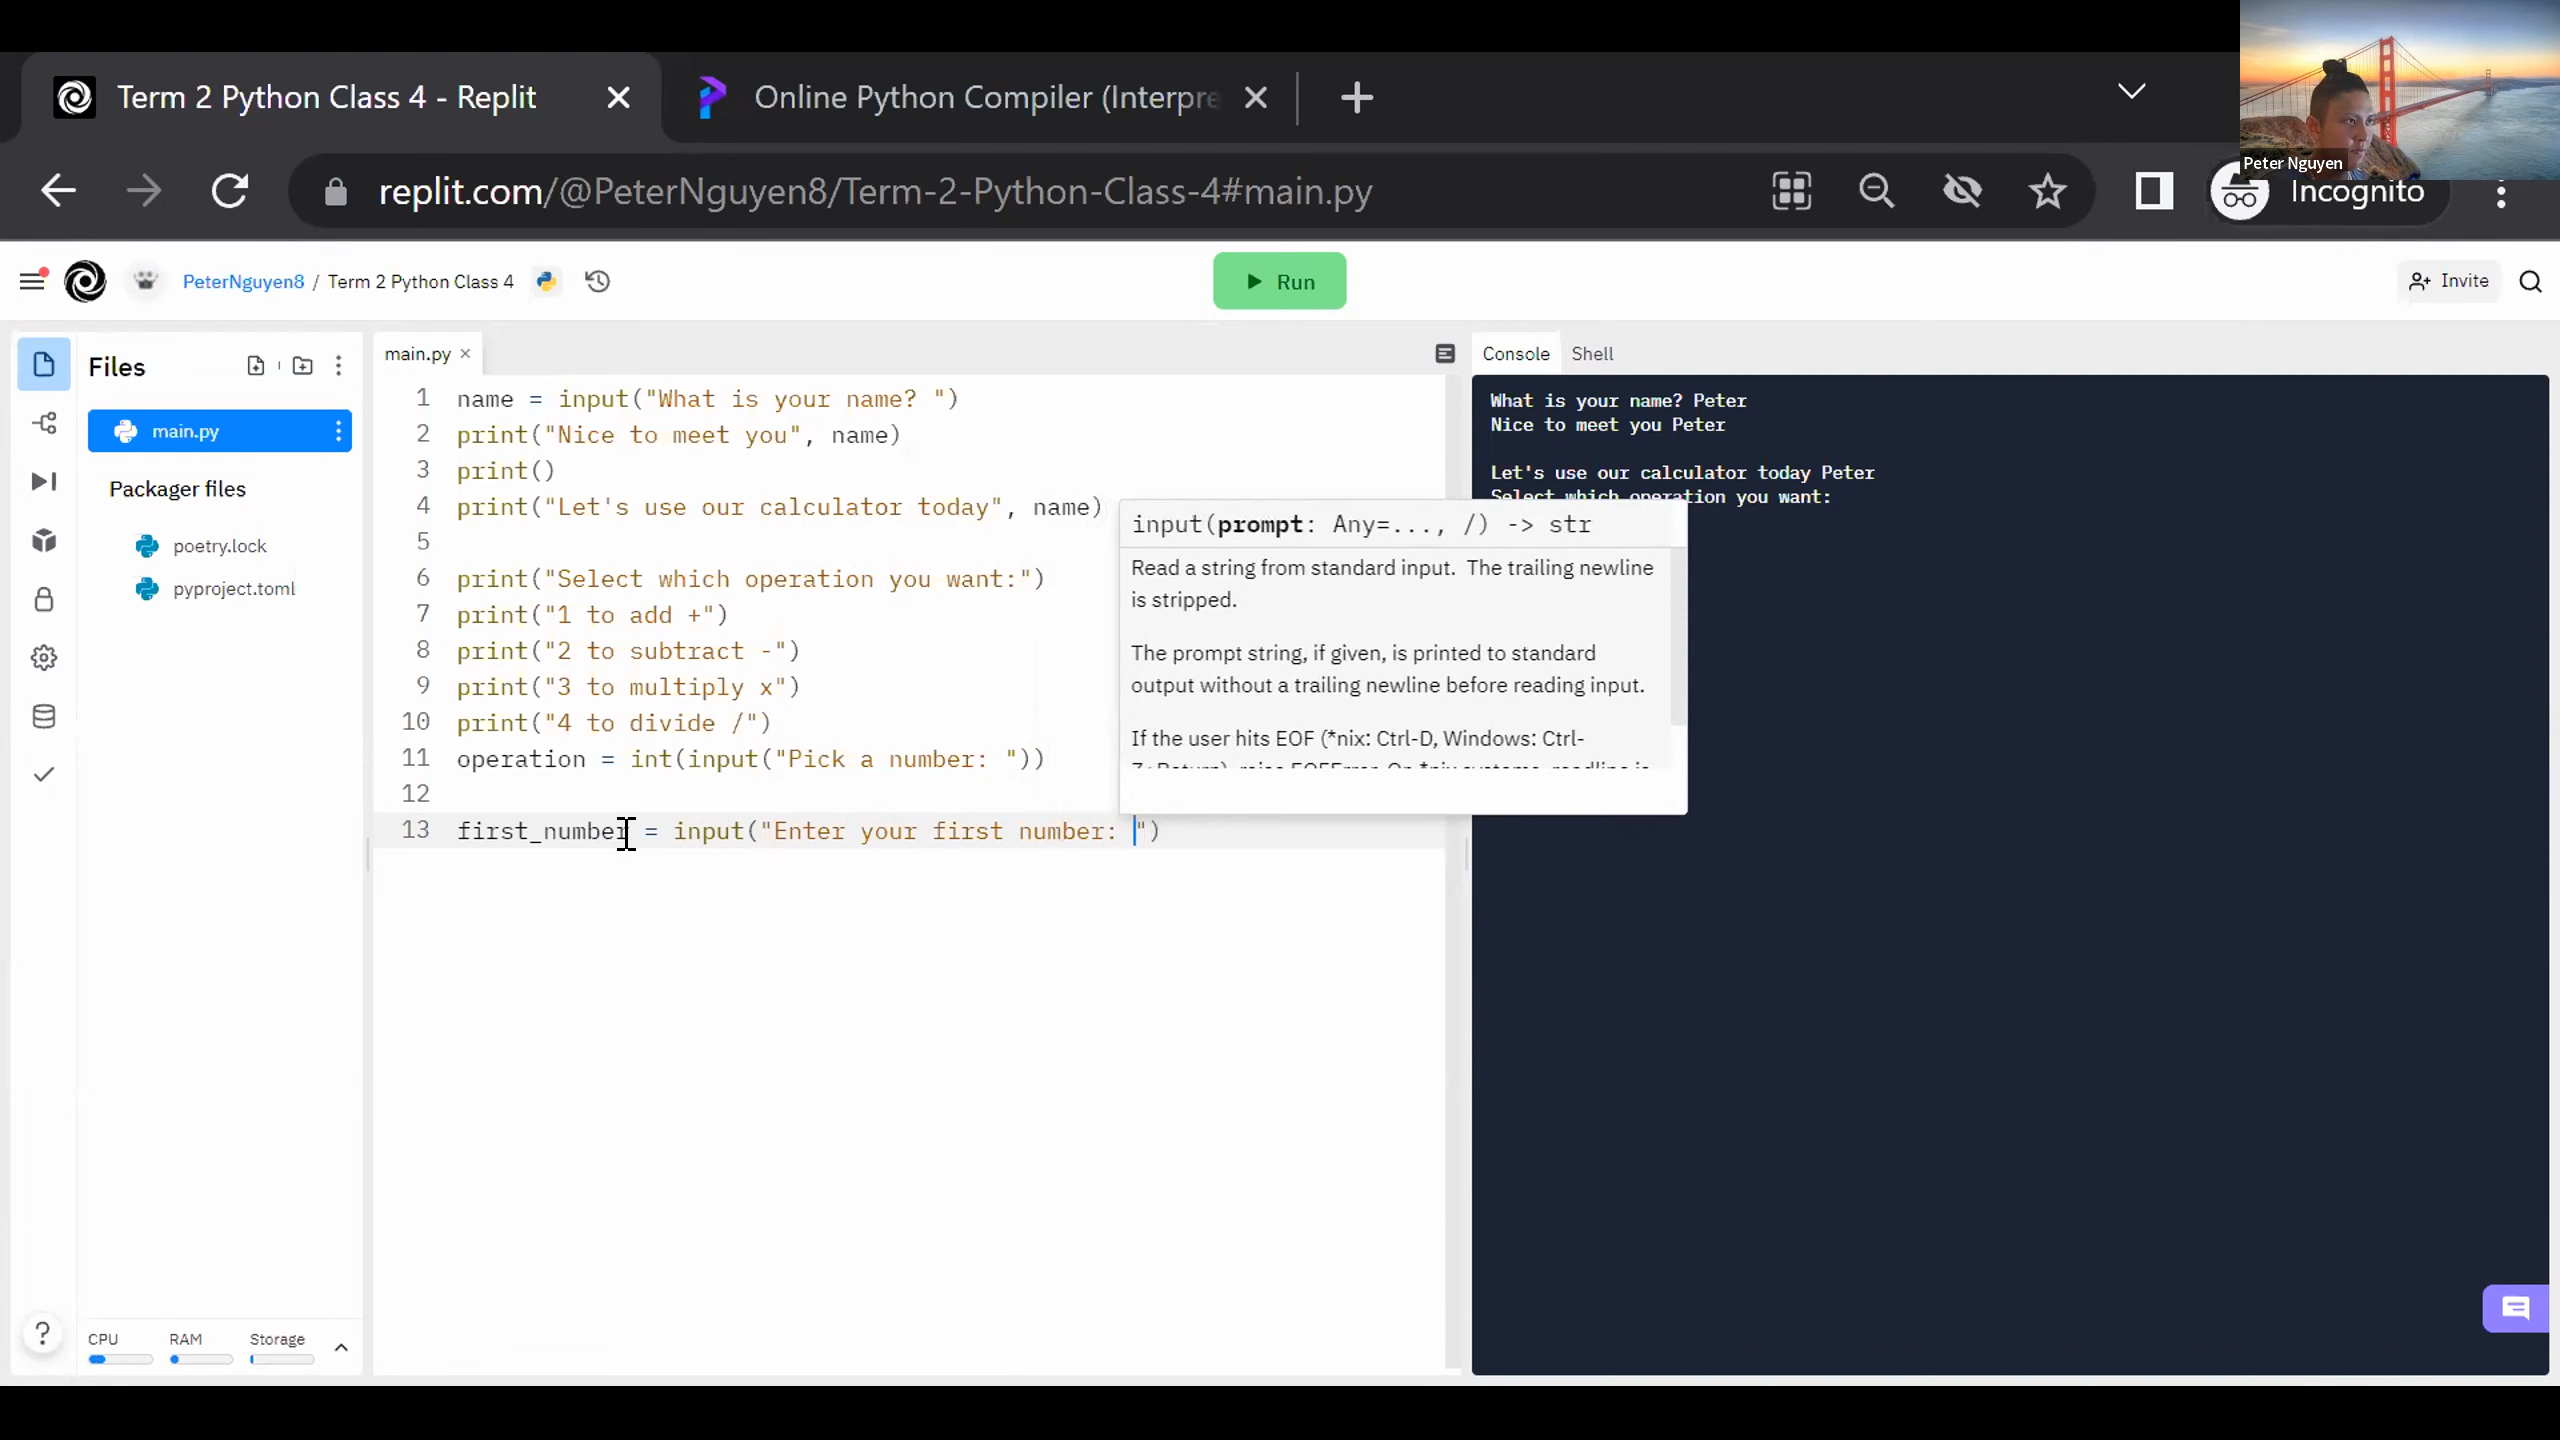 Term 2 Python Class 4 - Replit
Online Python Compiler (Interpre
Peter Nguyen
replit.com/@PeterNguyen8/Term-2-Python-Class-4#main.py
Incognito
PeterNguyen8 / Term 2 Python Class 4
Run
Invite
Files
main.py
Packager files
poetry.lock
pyproject.toml
CPU
RAM
Storage
?
main.py
1 name = input("What is your name? ")
2 print("Nice to meet you", name)
3 print()
4 print("Let's use our calculator today", name)
5
6 print("Select which operation you want:")
7 print("1 to add +")
8 print("2 to subtract -")
9 print("3 to multiply x")
10 print("4 to divide /")
11 operation = int(input("Pick a number: "))
12
13 first_number = input("Enter your first number: ")
input(prompt: Any=..., /) -> str
Read a string from standard input. The trailing newline
is stripped.
The prompt string, if given, is printed to standard
output without a trailing newline before reading input.
If the user hits EOF (*nix: Ctrl-D, Windows: Ctrl-
Console
Shell
What is your name? Peter
Nice to meet you Peter
Let's use our calculator today Peter
Select which operation you want: